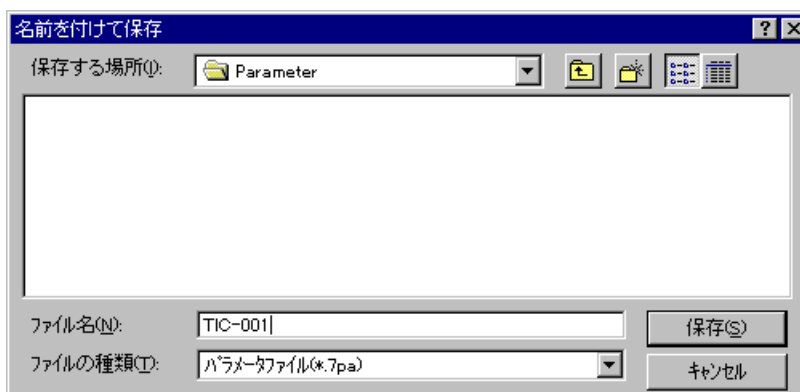 名前を付けて保存
保存する場所(I): Parameter
ファイル名(N): TIC-001 保存(S)
ファイルの種類(T): パラメータファイル(*.7pa) キャンセル